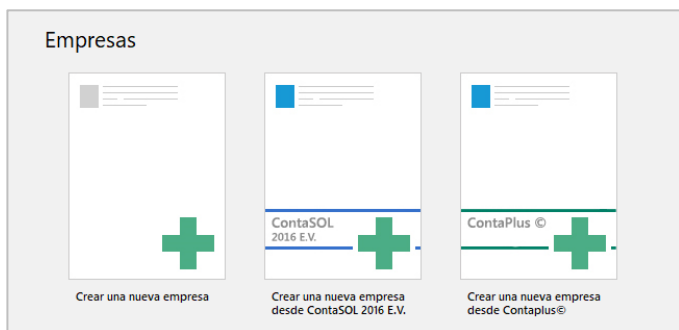 Empresas
ContaSOL
2016 E.V.
ContaPlus ©
Crear una nueva empresa
Crear una nueva empresa
desde ContaSOL 2016 E.V.
Crear una nueva empresa
desde Contaplus©